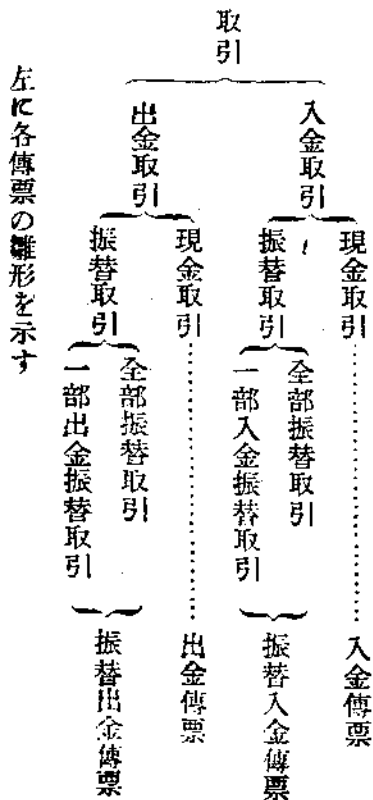 取引
入金取引
現金取引
入金傳票
振替取引
全部振替取引
一部入金振替取引
振替入金傳票
出金取引
現金取引
出金傳票
振替取引
全部振替取引
一部出金振替取引
振替出金傳票
左に各傳票の雛形を示す